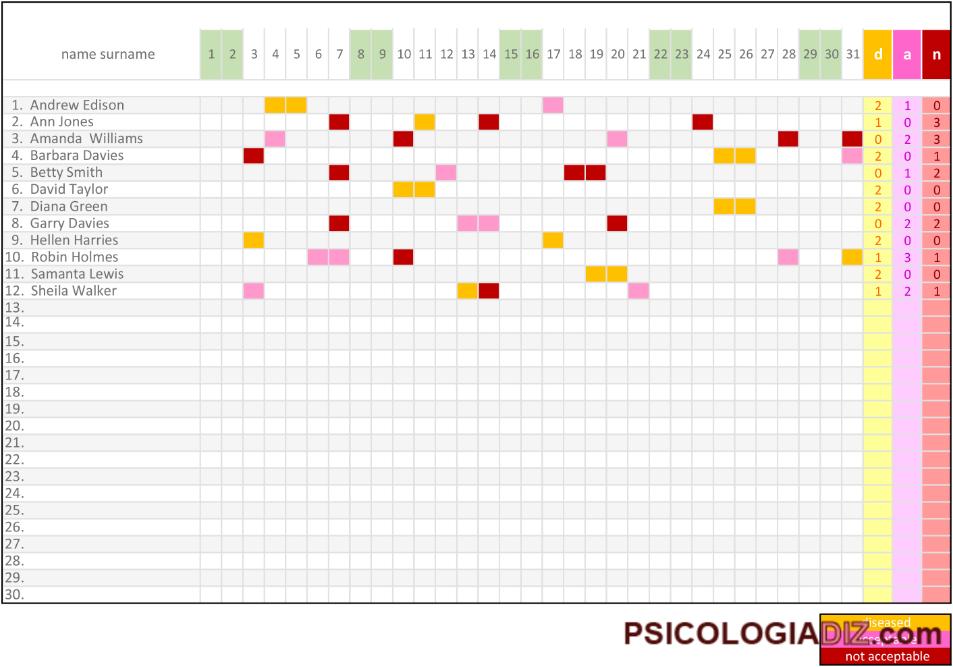 name surname 1 2 3 4 5 6 7 8 9 10 11 12 13 14 15 16 17 18 19 20 21 22 23 24 25 26 27 28 29 30 31 d a n
1. Andrew Edison 2 1 0
2. Ann Jones 1 0 3
3. Amanda Williams 0 2 3
4. Barbara Davies 2 0 1
5. Betty Smith 0 1 2
6. David Taylor 2 0 0
7. Diana Green 2 0 0
8. Garry Davies 0 2 2
9. Hellen Harries 2 0 0
10. Robin Holmes 1 3 1
11. Samanta Lewis 2 0 0
12. Sheila Walker 1 2 1
13.
14.
15.
16.
17.
18.
19.
20.
21.
22.
23.
24.
25.
26.
27.
28.
29.
30.
diseased
PSICOLOGIADIZ.com
not acceptable